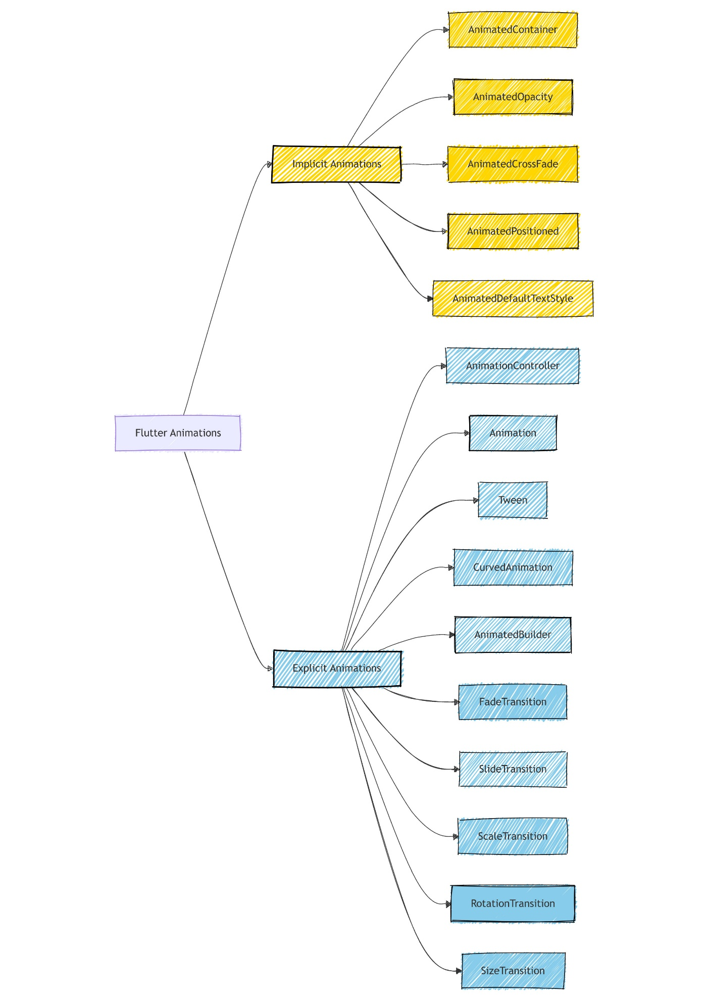 Flutter Animations
Implicit Animations
AnimatedContainer
AnimatedOpacity
AnimatedCrossFade
AnimatedPositioned
AnimatedDefaultTextStyle
Explicit Animations
AnimationController
Animation
Tween
CurvedAnimation
AnimatedBuilder
FadeTransition
SlideTransition
ScaleTransition
RotationTransition
SizeTransition